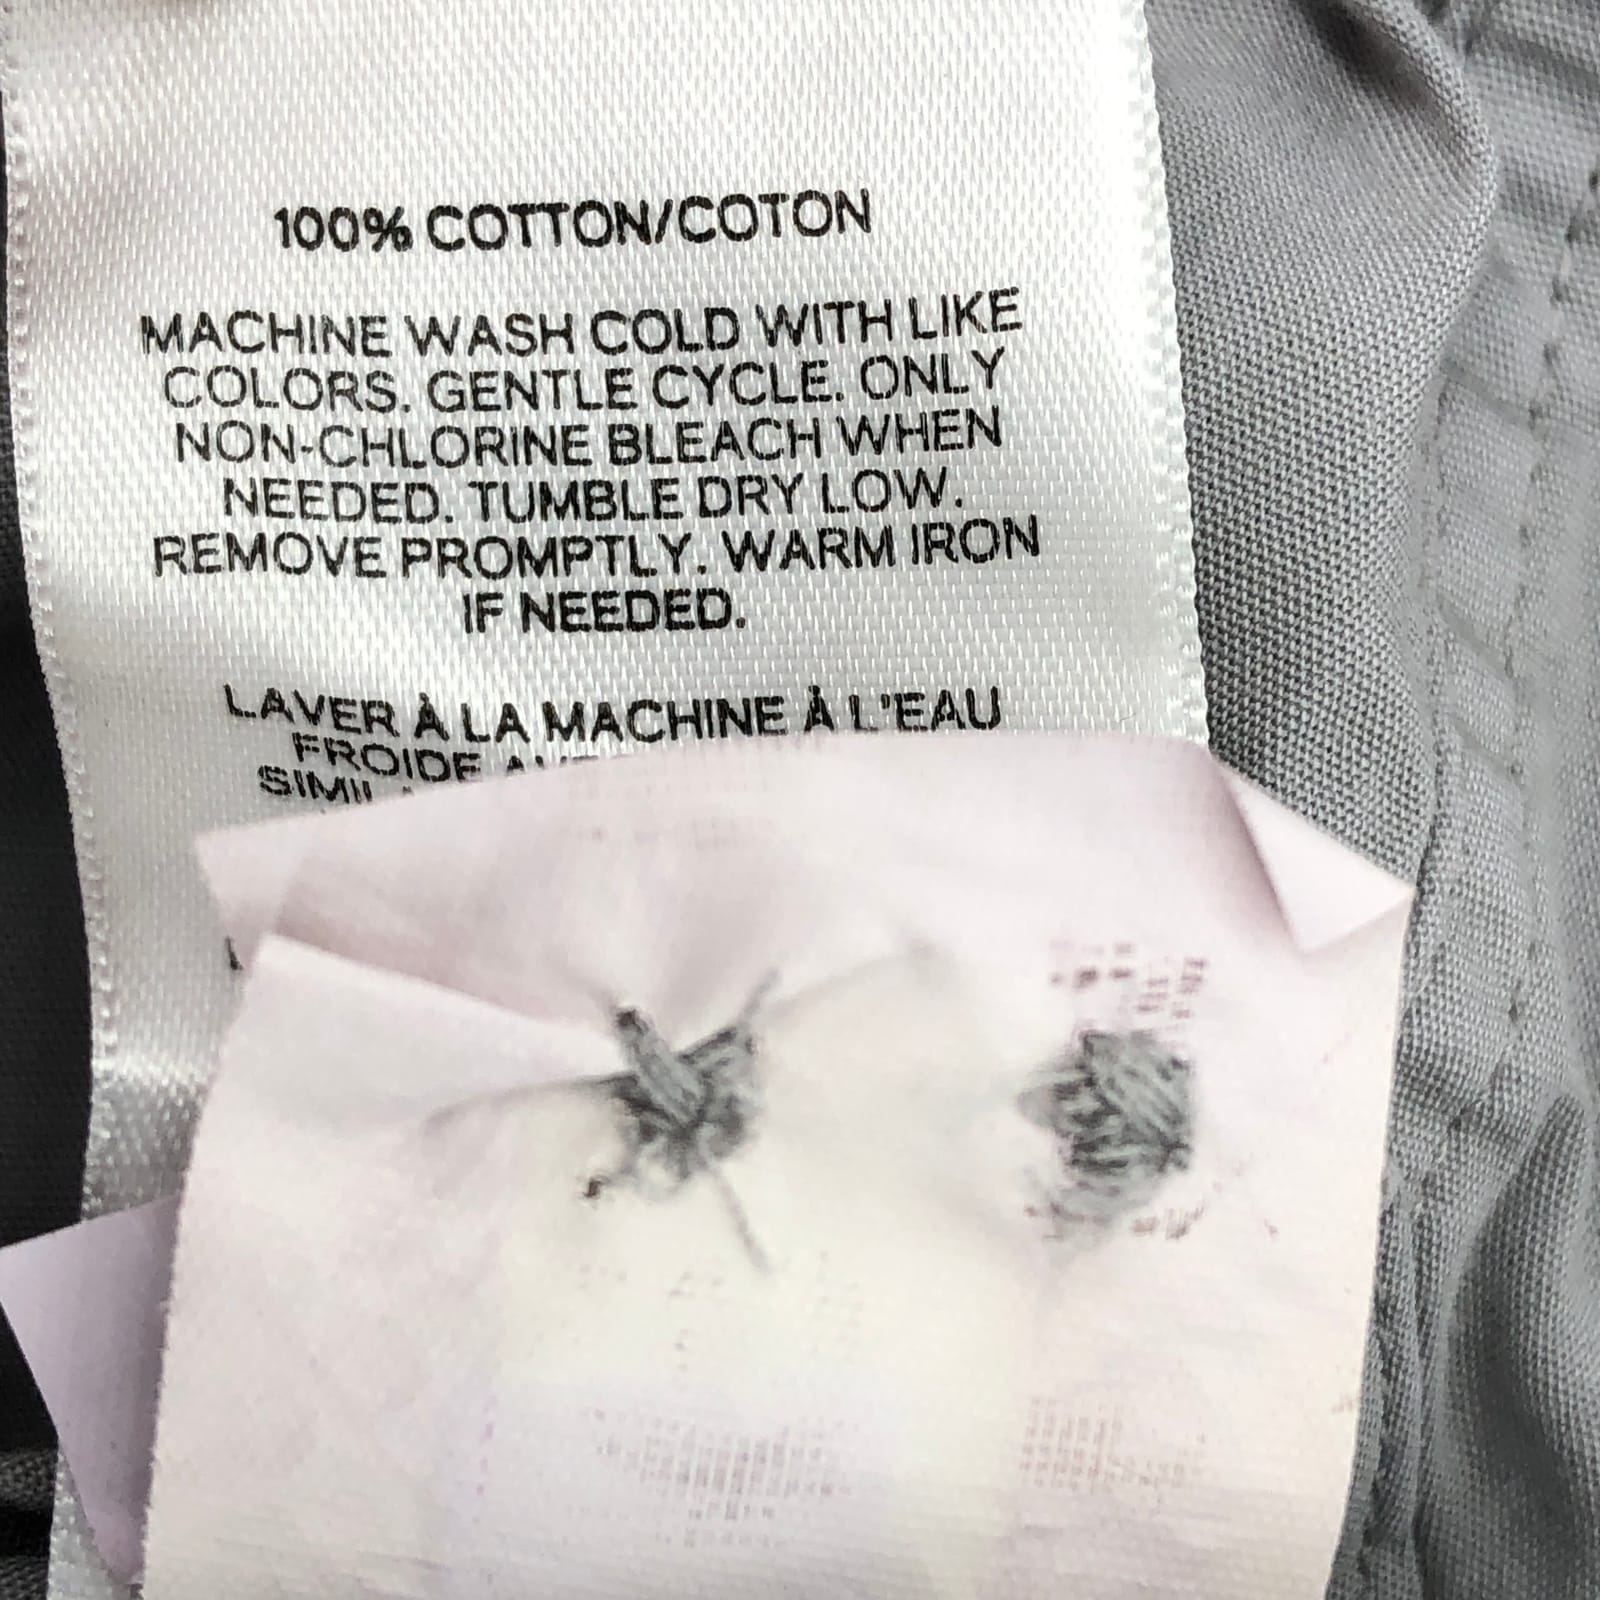 100% COTTON/COTON
MACHINE WASH COLD WITH LIKE
COLORS. GENTLE CYCLE. ONLY
NON-CHLORINE BLEACH WHEN
NEEDED. TUMBLE DRY LOW.
REMOVE PROMPTLY. WARM IRON
IF NEEDED.
LAVER À LA MACHINE À L'EAU
FROIDE